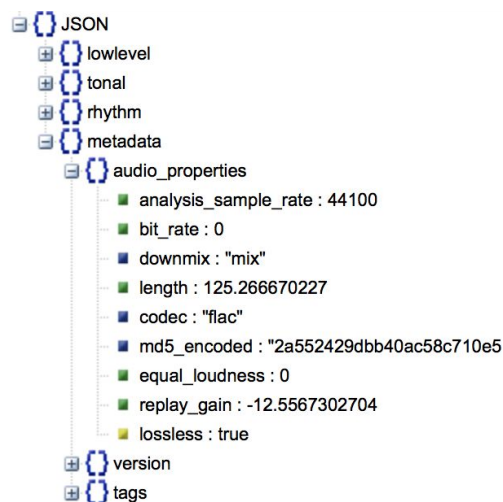 JSON
lowlevel
tonal
rhythm
metadata
audio_properties
analysis_sample_rate : 44100
bit_rate : 0
downmix : "mix"
length : 125.266670227
codec : "flac"
md5_encoded : "2a552429dbb40ac58c710e5
equal_loudness : 0
replay_gain : -12.5567302704
lossless : true
version
tags